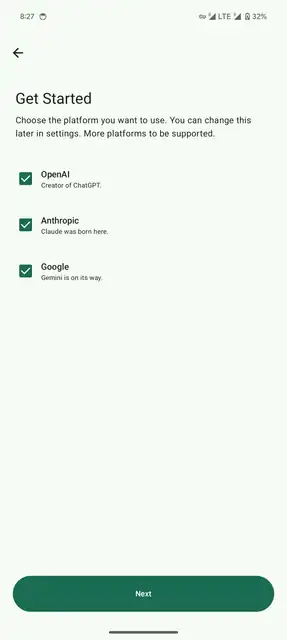 8:27 LTE 32%
Get Started
Choose the platform you want to use. You can change this
later in settings. More platforms to be supported.
OpenAI
Creator of ChatGPT.
Anthropic
Claude was born here.
Google
Gemini is on its way.
Next